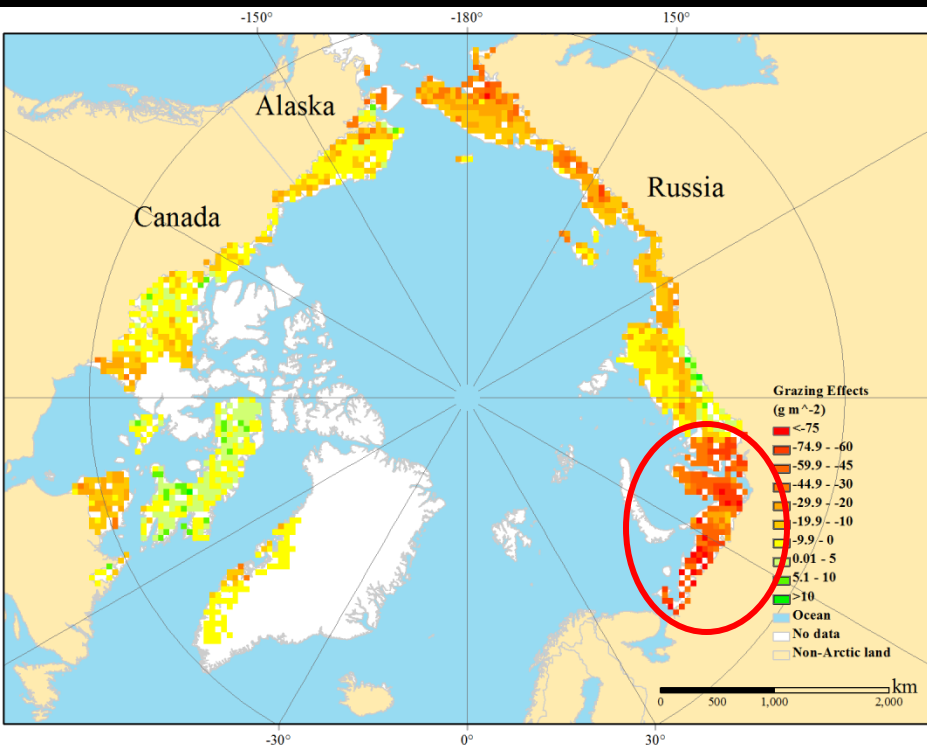 -150°
-180°
150°
Alaska
Russia
Canada
Grazing Effects
(g m^-2)
<-75
-74.9 - -60
-59.9 - -45
-44.9 - -30
-29.9 - -20
-19.9 - -10
-9.9 - 0
0.01 - 5
5.1 - 10
>10
Ocean
No data
Non-Arctic land
km
0 500 1,000 2,000
-30°
0°
30°